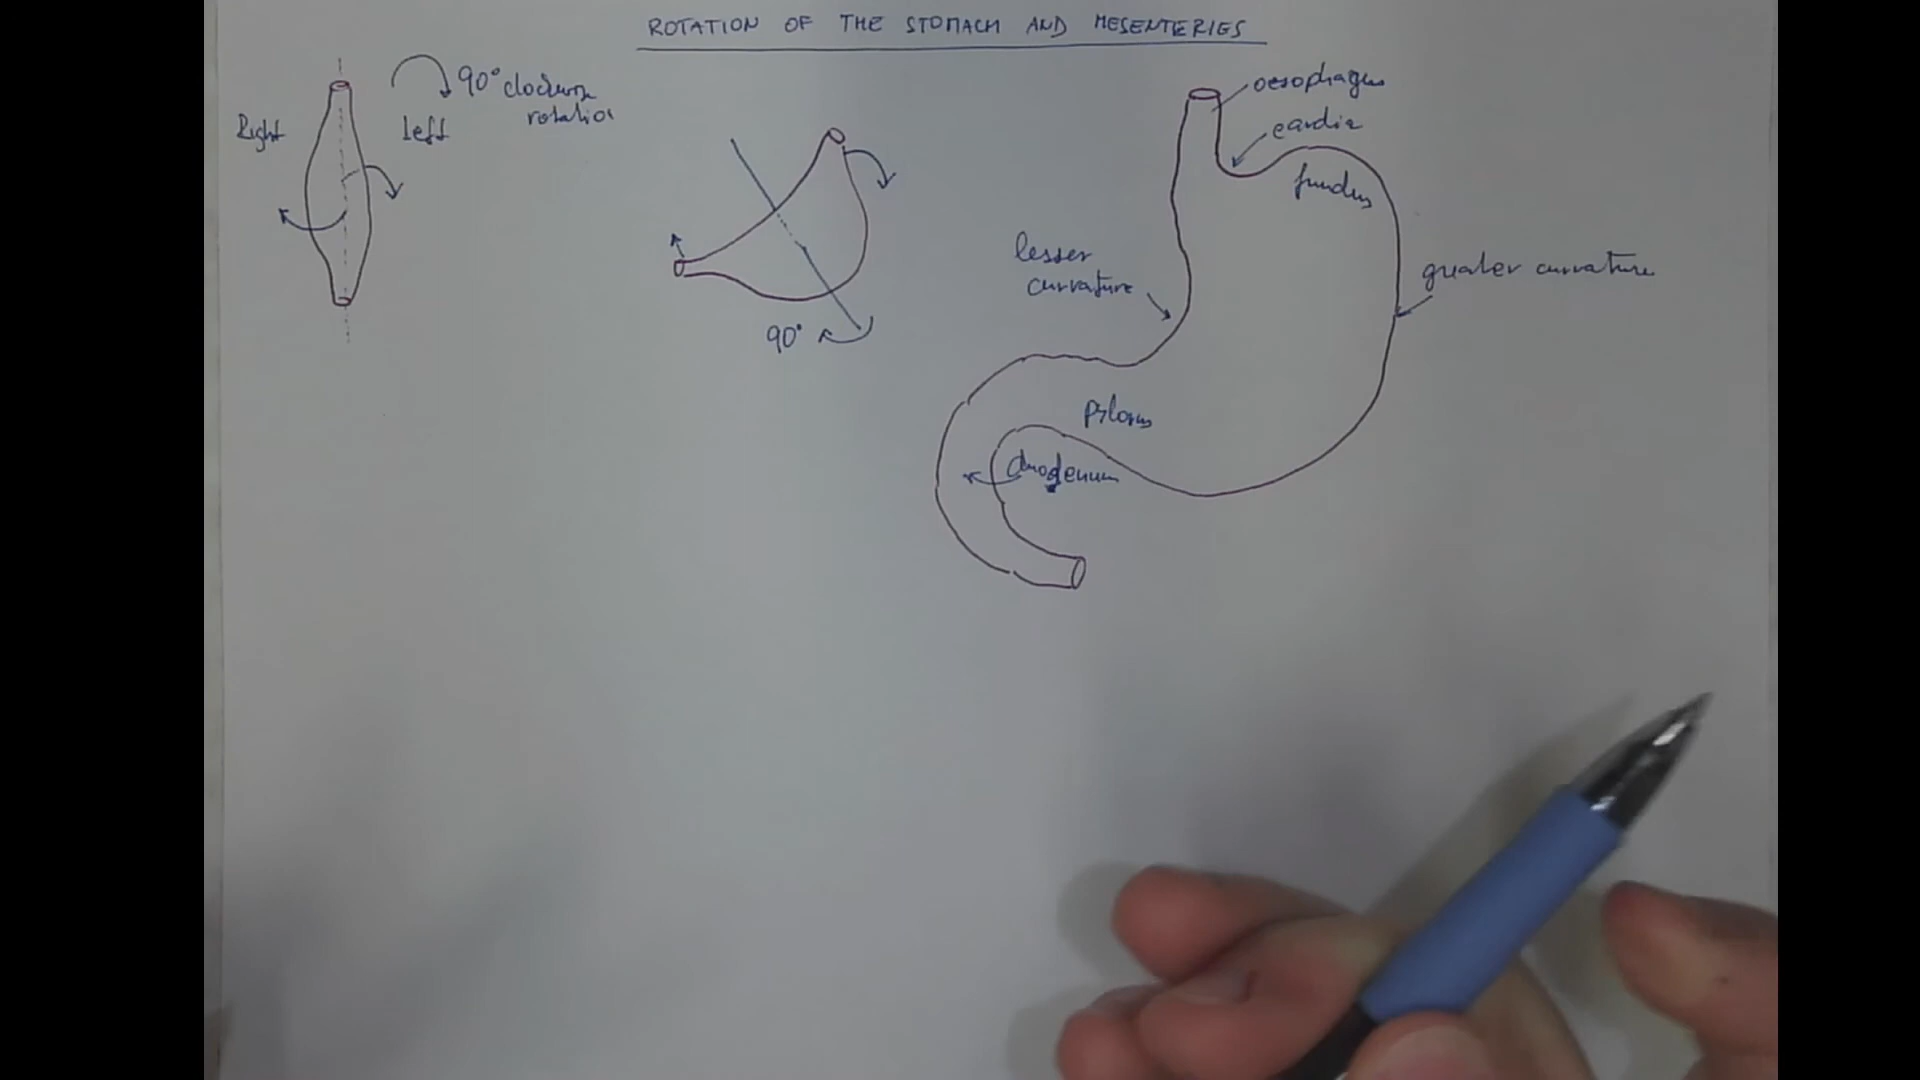 ROTATION OF THE STOMACH AND MESENTERIES
90° clockwise
rotation
Right
left
90°
oesophagus
cardia
fundus
lesser
curvature
greater curvature
Pylorus
duodenum